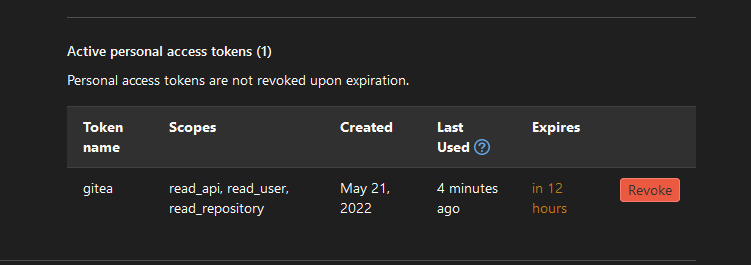 Active personal access tokens (1)
Personal access tokens are not revoked upon expiration.
Token name Scopes Created Last Used Expires
gitea read_api, read_user, read_repository May 21, 2022 4 minutes ago in 12 hours Revoke